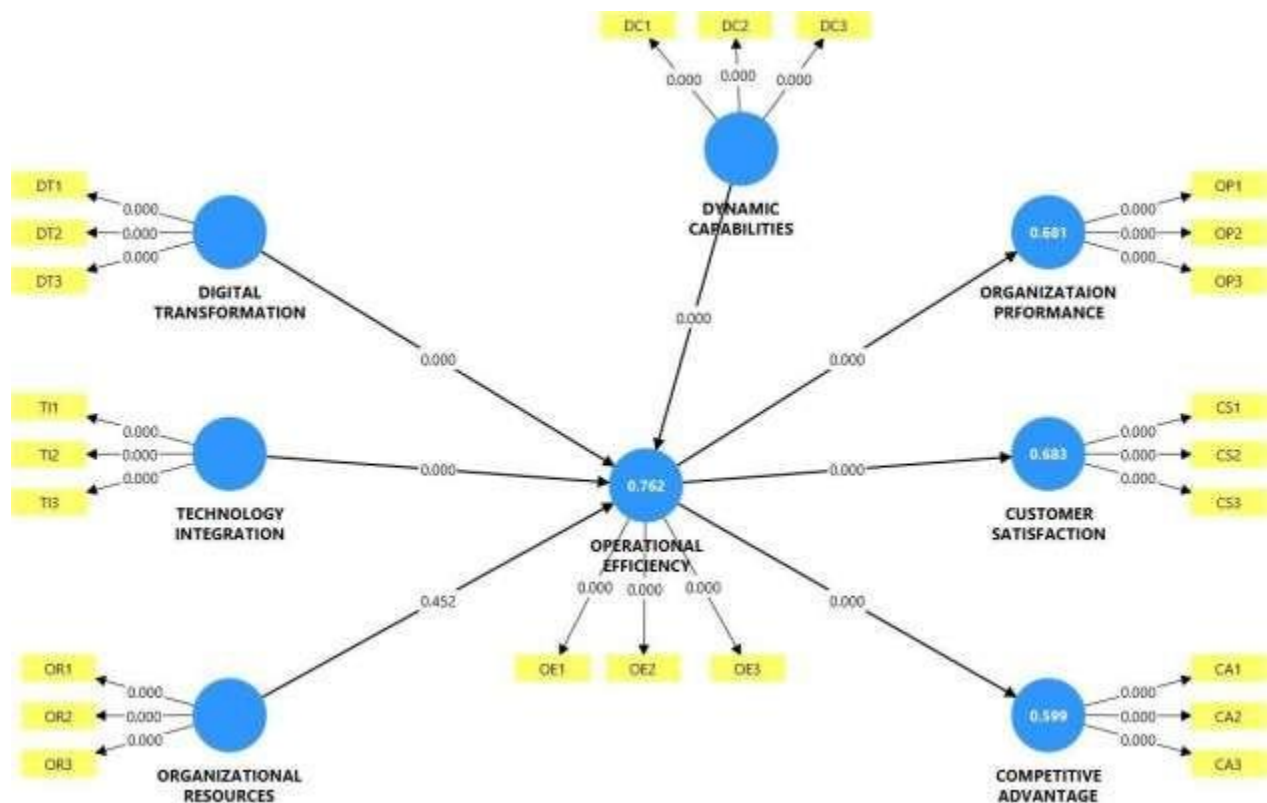 DC1 DC2 DC3
0.000 0.000 0.000
DYNAMIC
CAPABILITIES
0.000
DT1
DT2
DT3
0.000
0.000
0.000
DIGITAL
TRANSFORMATION
0.000
TI1
TI2
TI3
0.000
0.000
0.000
TECHNOLOGY
INTEGRATION
0.000
OR1
OR2
OR3
0.000
0.000
0.000
ORGANIZATIONAL
RESOURCES
0.452
0.762
OPERATIONAL
EFFICIENCY
0.000 0.000 0.000
OE1 OE2 OE3
0.000
0.681
ORGANIZATAION
PRFORMANCE
0.000
0.000
0.000
OP1
OP2
OP3
0.000
0.683
CUSTOMER
SATISFACTION
0.000
0.000
0.000
CS1
CS2
CS3
0.000
0.599
COMPETITIVE
ADVANTAGE
0.000
0.000
0.000
CA1
CA2
CA3